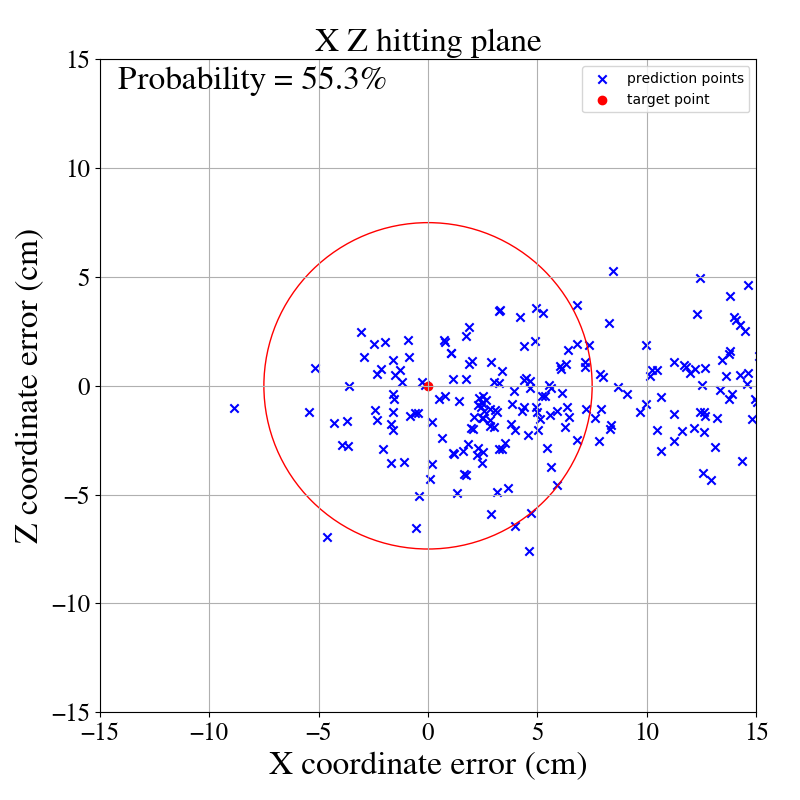 X Z hitting plane
Probability = 55.3%
prediction points
target point
15
10
5
0
−5
−10
−15
Z coordinate error (cm)
−15 −10 −5 0 5 10 15
X coordinate error (cm)